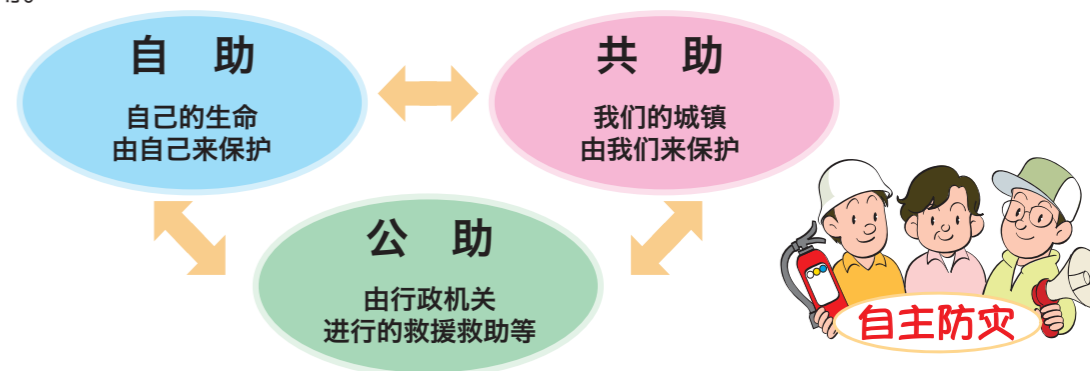 自助
自己的生命
由自己来保护
共助
我们的城镇
由我们来保护
公助
由行政机关
进行的救援救助等
自主防灾